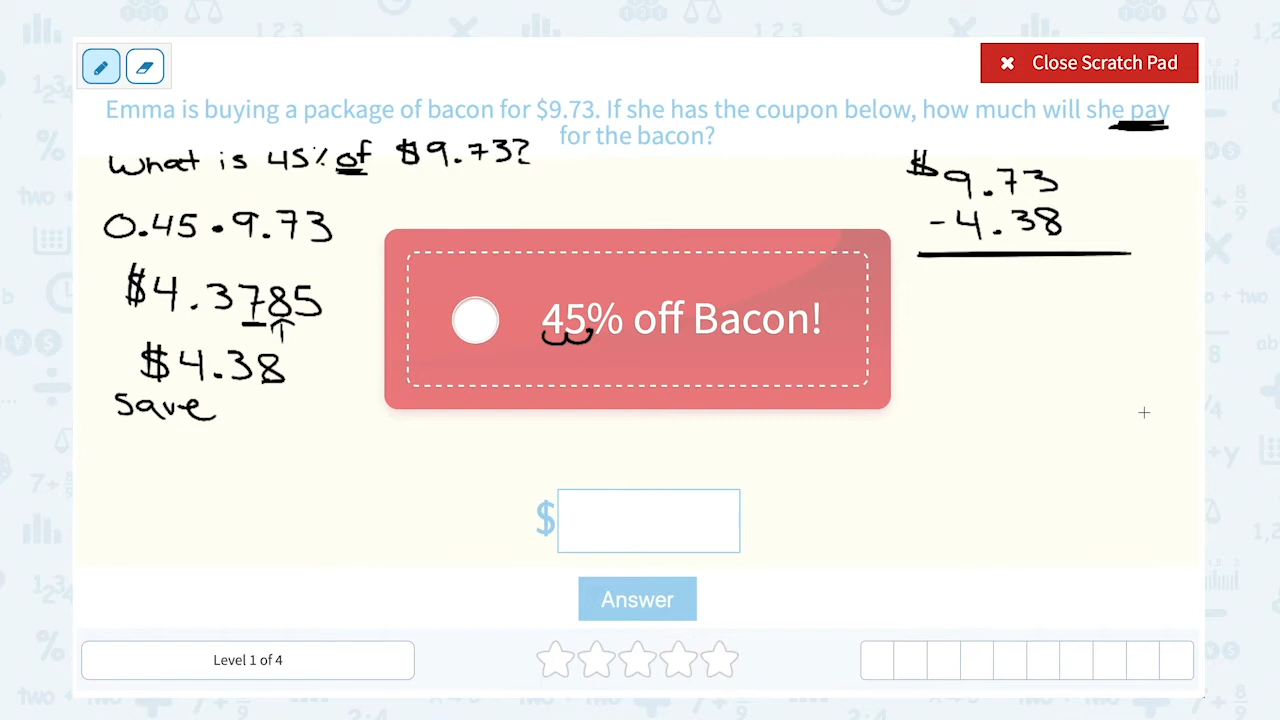 Close Scratch Pad
Emma is buying a package of bacon for $9.73. If she has the coupon below, how much will she pay
for the bacon?
What is 45% of $9.73?
0.45 · 9.73
$4.3785
$4.38
save
$9.73
- 4.38
45% off Bacon!
$
Answer
Level 1 of 4